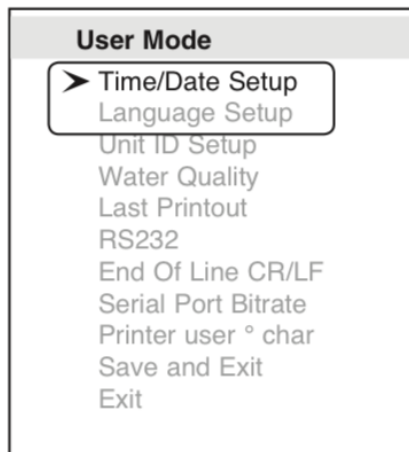 User Mode
➤ Time/Date Setup
Language Setup
Unit ID Setup
Water Quality
Last Printout
RS232
End Of Line CR/LF
Serial Port Bitrate
Printer user ° char
Save and Exit
Exit